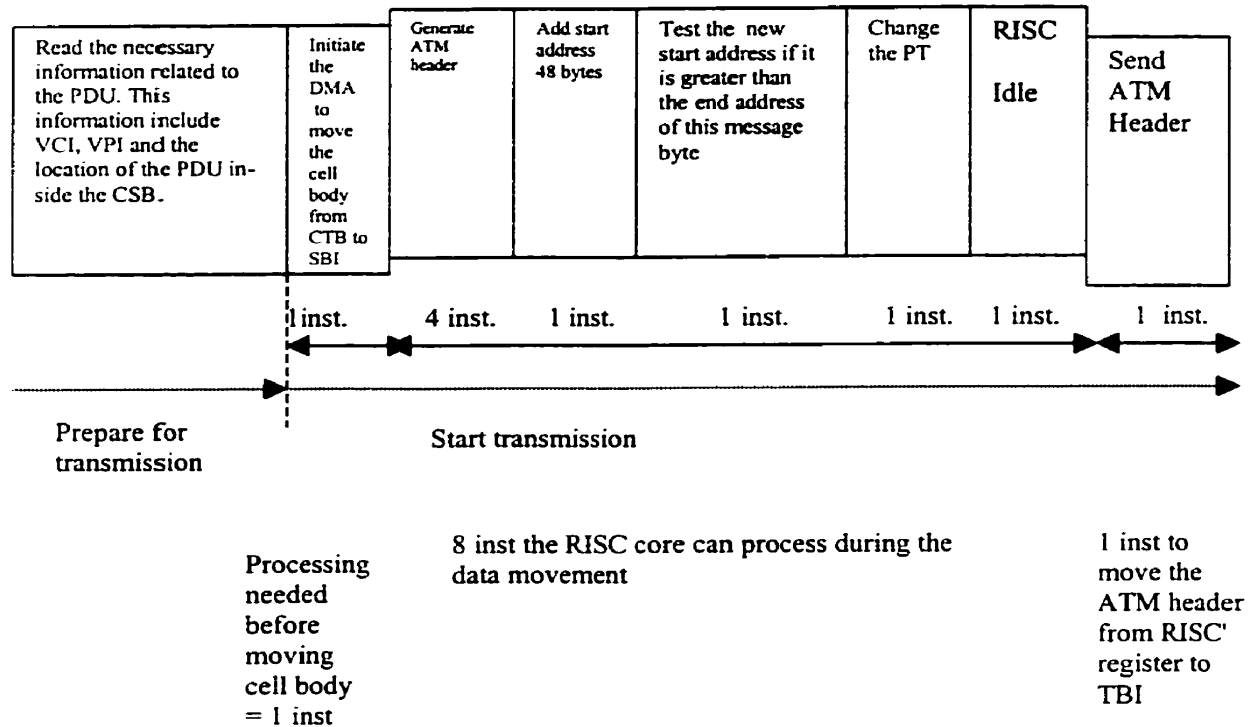 Read the necessary
information related to
the PDU. This
information include
VCI, VPI and the
location of the PDU in-
side the CSB.
Initiate
the
DMA
to
move
the
cell
body
from
CTB to
SBI
Generate
ATM
header
Add start
address
48 bytes
Test the new
start address if it
is greater than
the end address
of this message
byte
Change
the PT
RISC
Idle
Send
ATM
Header
1 inst.
4 inst.
1 inst.
1 inst.
1 inst.
1 inst.
1 inst.
Prepare for
transmission
Start transmission
Processing
needed
before
moving
cell body
= 1 inst
8 inst the RISC core can process during the
data movement
1 inst to
move the
ATM header
from RISC'
register to
TBI